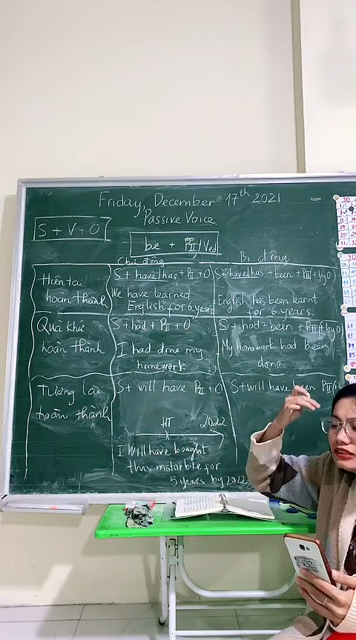 Friday, December 17th 2021
Passive Voice
S + V + O
be + PII/Ved
Chủ động
Bị động
Hiện tại
hoàn thành
S + have/has + PII + O
We have learned
English for 6 years
S + have/has + been + PII + by O
English has been learnt
for 6 years.
Quá khứ
hoàn thành
S + had + PII + O
I had done my
homework
S + had + been + PII + by O
My homework had been
done
Tương lai
hoàn thành
S + will have PII + O
HT 2022
I will have bought
this motorbike for
5 years by 2022
S + will have been PII